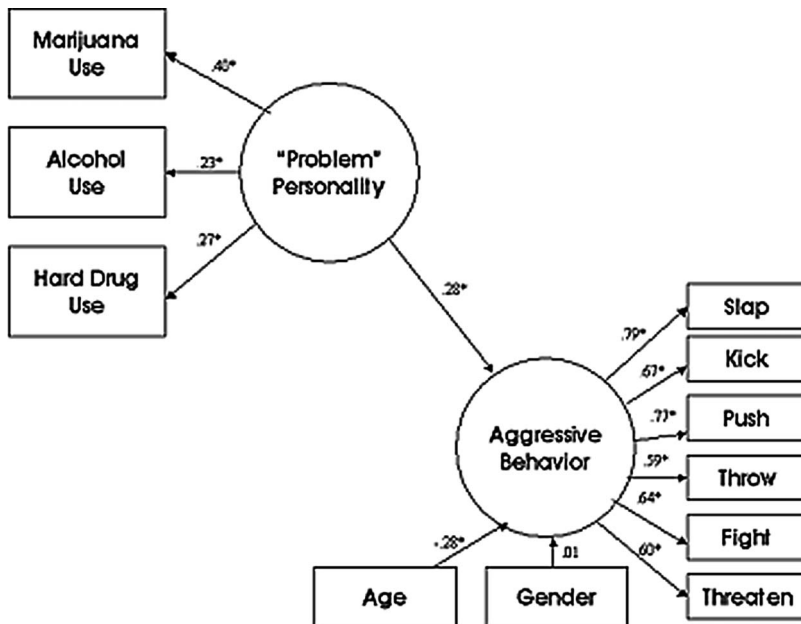 Marijuana
Use
.40*
Alcohol
Use
.23*
"Problem"
Personality
Hard Drug
Use
.27*
.28*
Slap
.79*
Kick
.67*
Push
.77*
Aggressive
Behavior
Throw
.59*
Fight
.64*
Threaten
.60*
Age
-.28*
Gender
.01